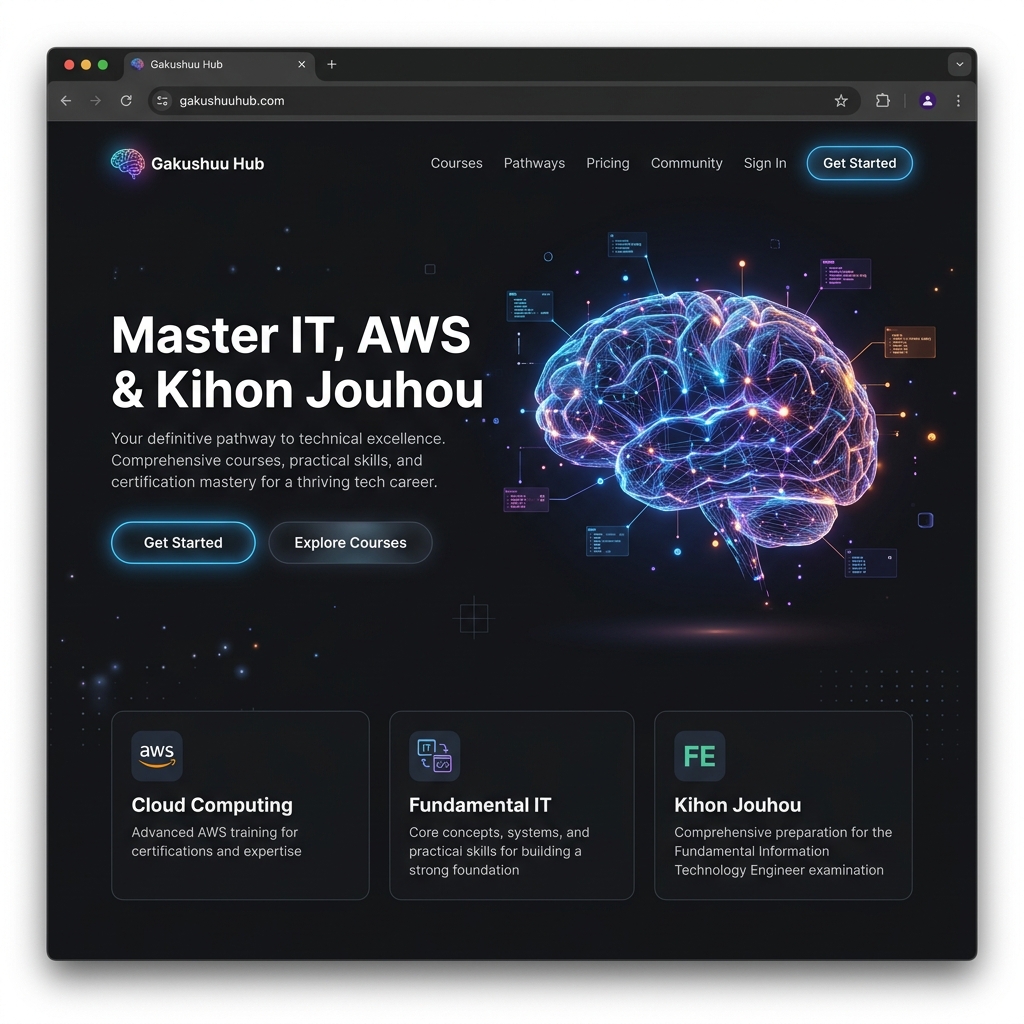 Gakushuu Hub
gakushuuhub.com
Gakushuu Hub
Courses
Pathways
Pricing
Community
Sign In
Get Started
Master IT, AWS
& Kihon Jouhou
Your definitive pathway to technical excellence.
Comprehensive courses, practical skills, and
certification mastery for a thriving tech career.
Get Started
Explore Courses
aws
Cloud Computing
Advanced AWS training for
certifications and expertise
IT
Fundamental IT
Core concepts, systems, and
practical skills for building a
strong foundation
FE
Kihon Jouhou
Comprehensive preparation for the
Fundamental Information
Technology Engineer examination